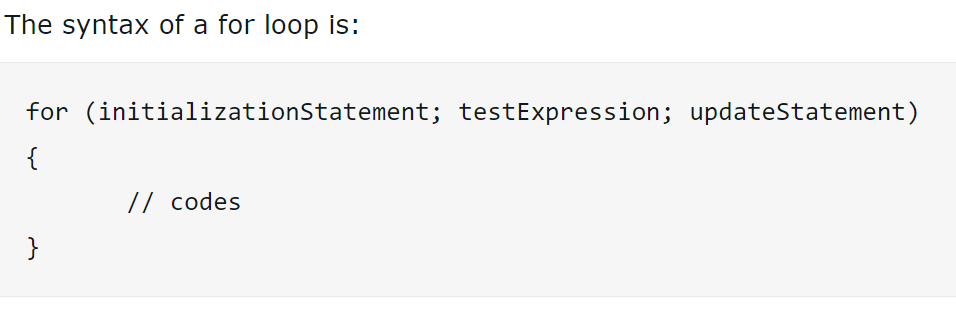 The syntax of a for loop is:
for (initializationStatement; testExpression; updateStatement)
{
// codes
}